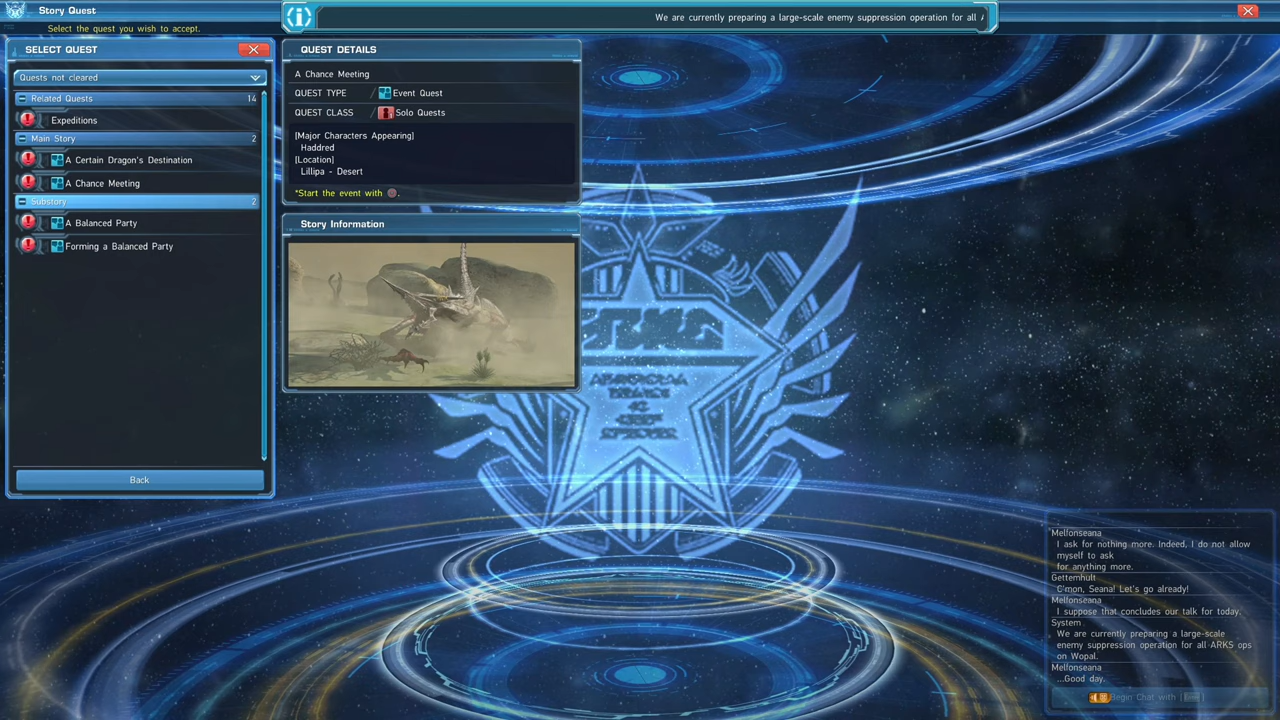 Story Quest
We are currently preparing a large-scale enemy suppression operation for all
Select the quest you wish to accept.
SELECT QUEST
Quests not cleared
Related Quests 14
Expeditions
Main Story 2
A Certain Dragon's Destination
A Chance Meeting
Substory 2
A Balanced Party
Forming a Balanced Party
Back
QUEST DETAILS
A Chance Meeting
QUEST TYPE / Event Quest
QUEST CLASS / Solo Quests
[Major Characters Appearing]
Haddred
[Location]
Lillipa - Desert
*Start the event with .
Story Information
Melfonseana
I ask for nothing more. Indeed, I do not allow
myself to ask
for anything more.
Gettemhult
C'mon, Seana! Let's go already!
Melfonseana
I suppose that concludes our talk for today.
System
We are currently preparing a large-scale
enemy suppression operation for all ARKS ops
on Wopal.
Melfonseana
...Good day.
Begin Chat with [ ]